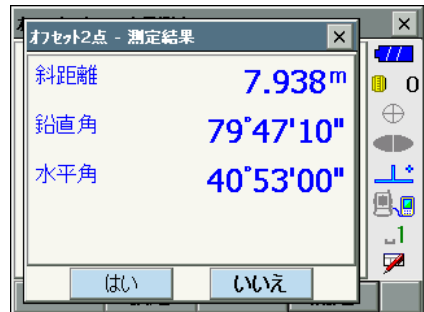 ｵﾌｾｯﾄ2点 - 測定結果
斜距離 7.938m
鉛直角 79°47'10"
水平角 40°53'00"
はい いいえ
0
1